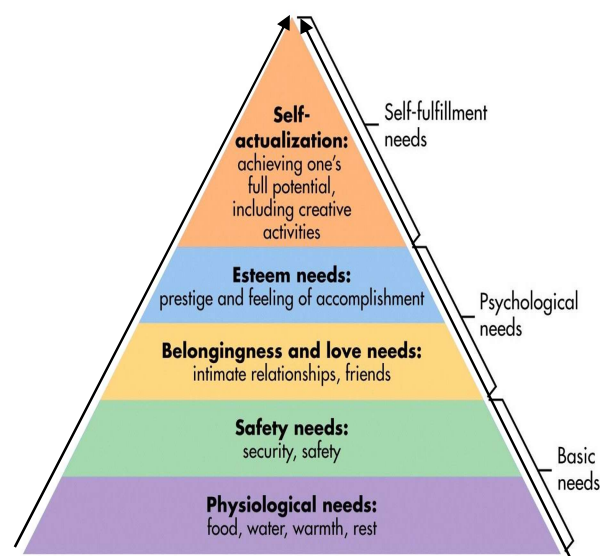 Self-
actualization:
achieving one's
full potential,
including creative
activities
Self-fulfillment
needs
Esteem needs:
prestige and feeling of accomplishment
Psychological
needs
Belongingness and love needs:
intimate relationships, friends
Safety needs:
security, safety
Basic
needs
Physiological needs:
food, water, warmth, rest